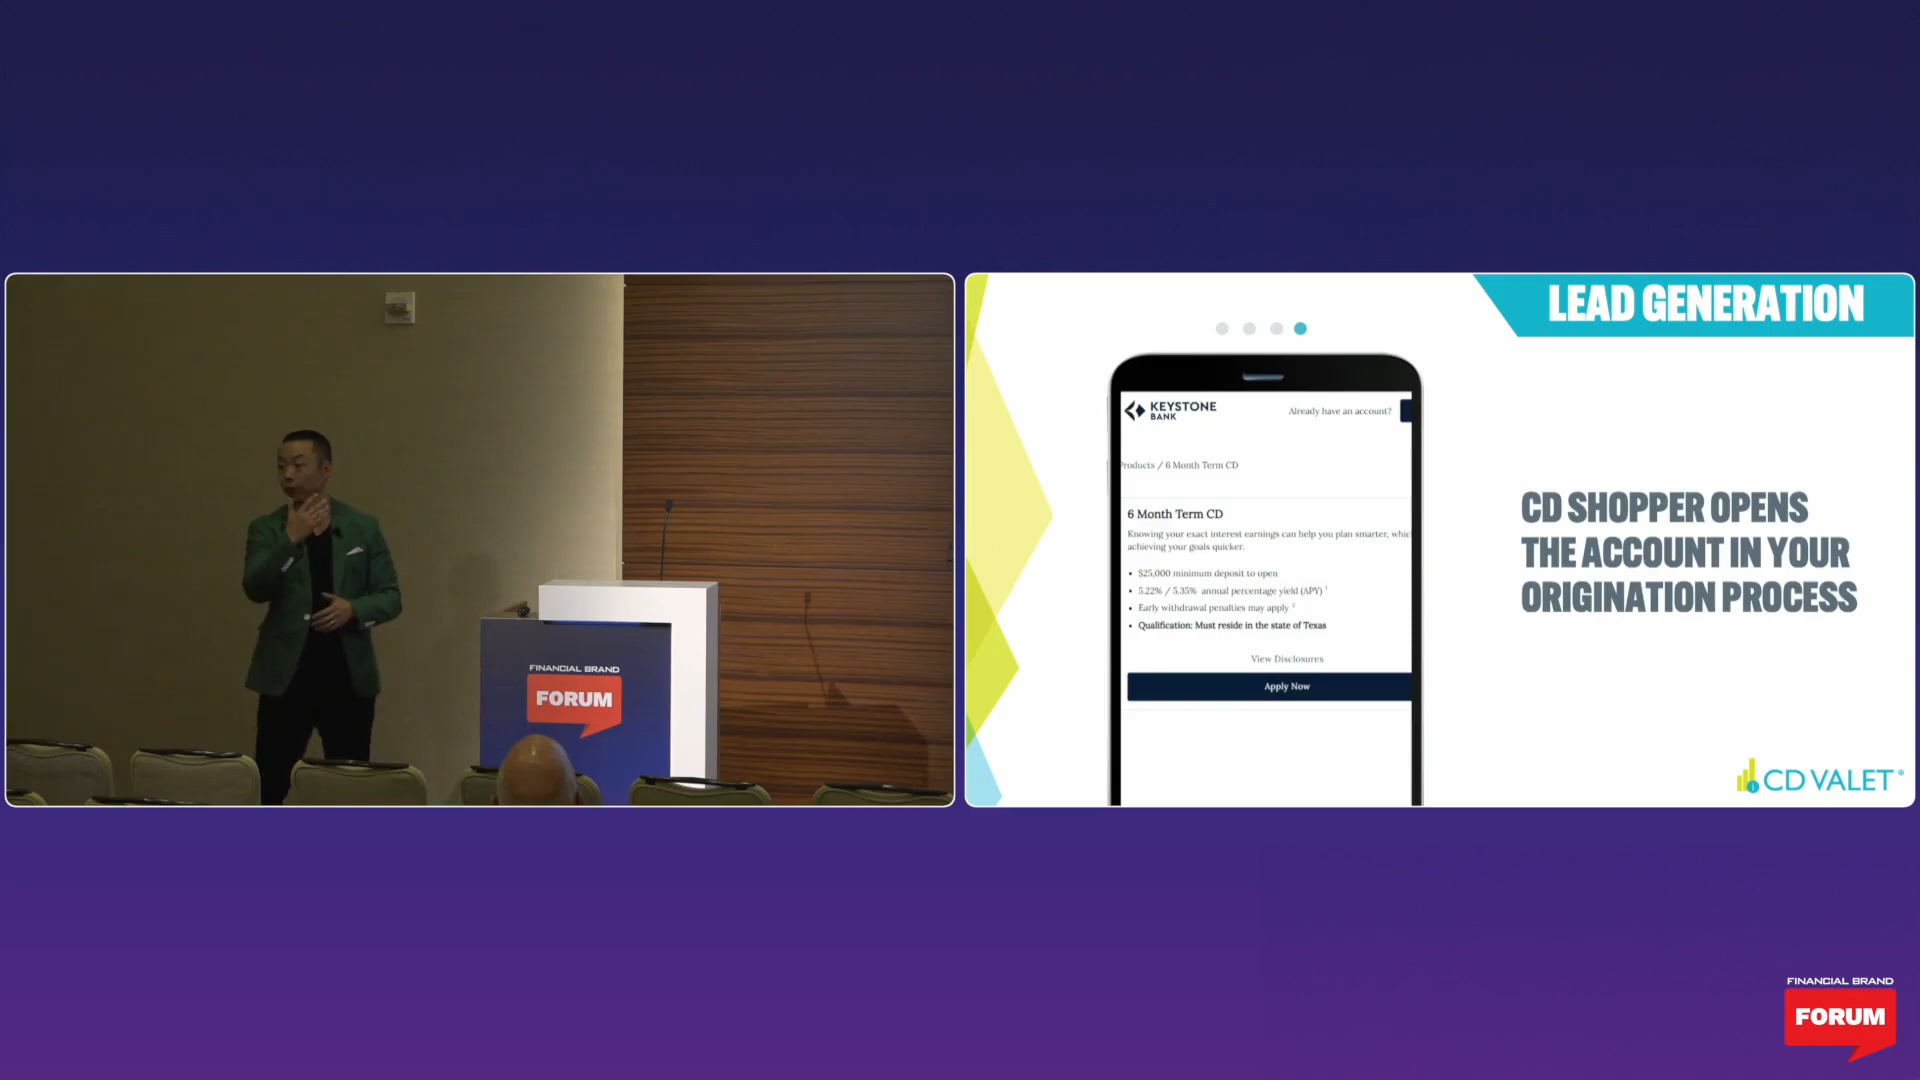 FINANCIAL BRAND
FORUM
LEAD GENERATION
KEYSTONE
BANK
Already have an account?
Products / 6 Month Term CD
6 Month Term CD
Knowing your exact interest earnings can help you plan smarter, whic
achieving your goals quicker.
• $25,000 minimum deposit to open
• 5.22% / 5.35% annual percentage yield (APY) 1
• Early withdrawal penalties may apply 2
• Qualification: Must reside in the state of Texas
View Disclosures
Apply Now
CD SHOPPER OPENS
THE ACCOUNT IN YOUR
ORIGINATION PROCESS
CD VALET®
FINANCIAL BRAND
FORUM